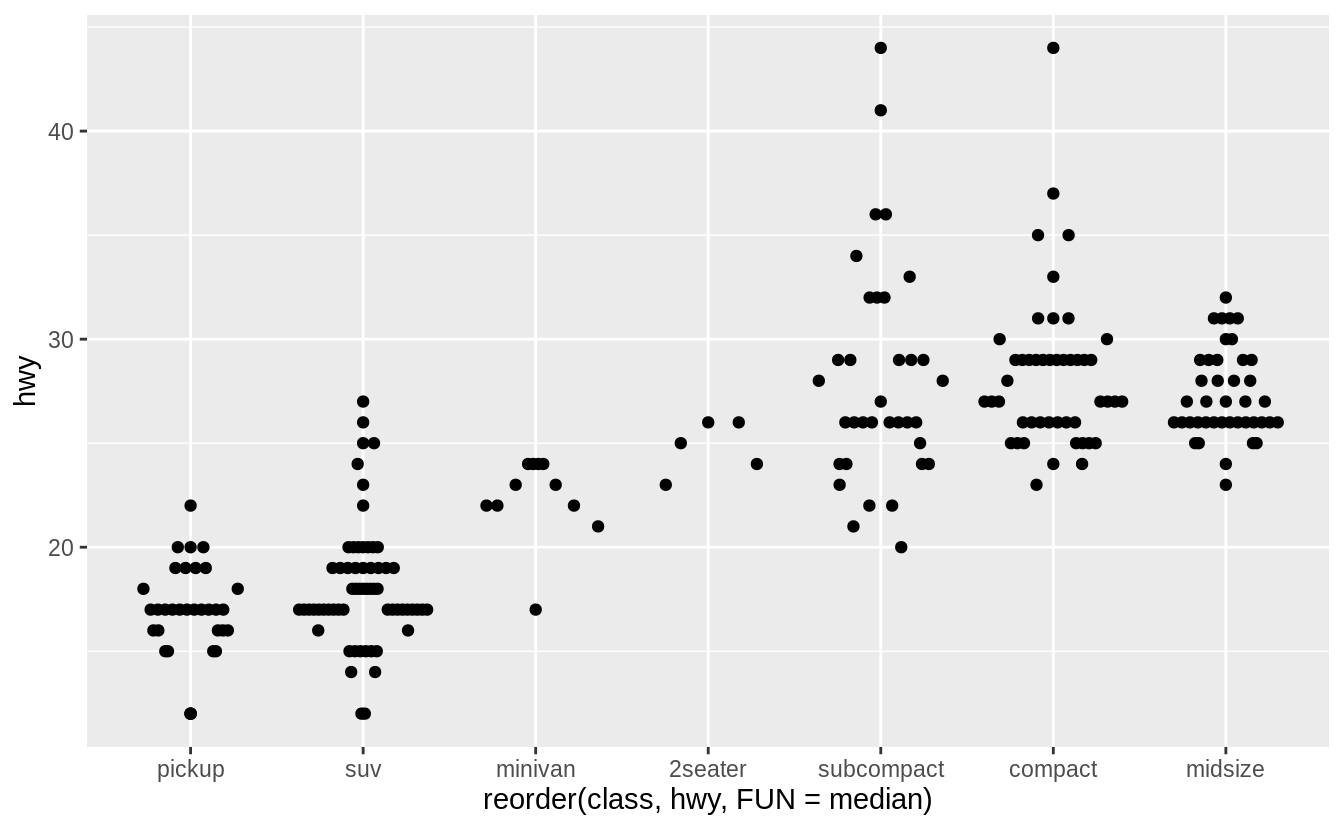 hwy
40
30
20
pickup suv minivan 2seater subcompact compact midsize
reorder(class, hwy, FUN = median)